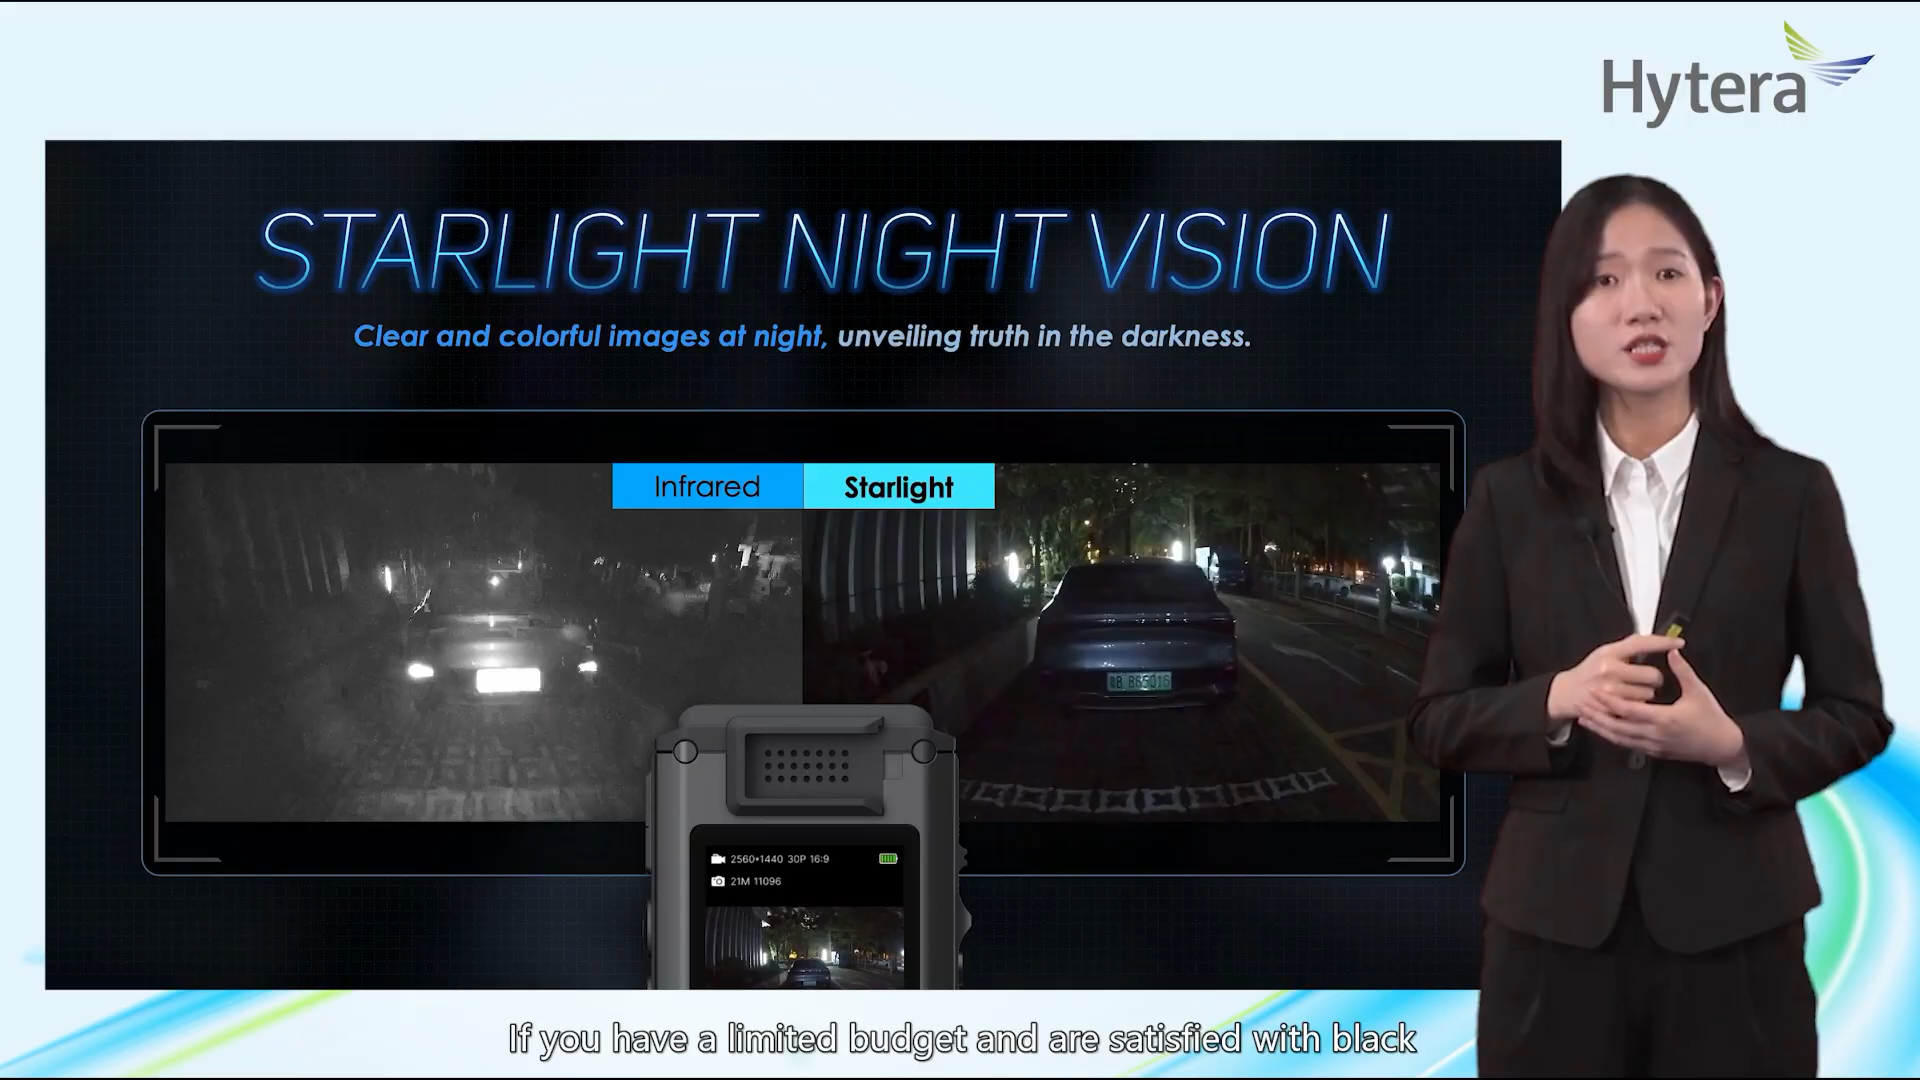 Hytera
STARLIGHT NIGHT VISION
Clear and colorful images at night, unveiling truth in the darkness.
Infrared
Starlight
2560*1440 30P 16:9
21M 11096
If you have a limited budget and are satisfied with black